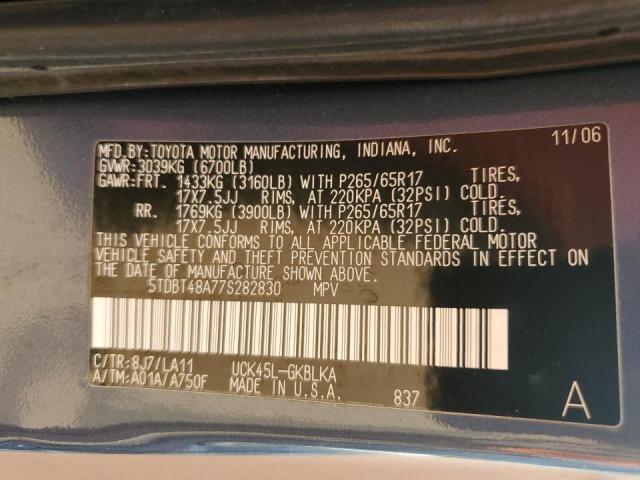 MFD.BY:TOYOTA MOTOR MANUFACTURING, INDIANA, INC. 11/06
GVWR:3039KG (6700LB)
GAWR:FRT. 1433KG (3160LB) WITH P265/65R17 TIRES,
17X7.5JJ RIMS, AT 220KPA (32PSI) COLD.
RR. 1769KG (3900LB) WITH P265/65R17 TIRES,
17X7.5JJ RIMS, AT 220KPA (32PSI) COLD.
THIS VEHICLE CONFORMS TO ALL APPLICABLE FEDERAL MOTOR
VEHICLE SAFETY AND THEFT PREVENTION STANDARDS IN EFFECT ON
THE DATE OF MANUFACTURE SHOWN ABOVE.
5TDBT48A77S282830 MPV
C/TR:8J7/LA11 UCK45L-GKBLKA
A/TM:A01A/A750F MADE IN U.S.A. 837 A